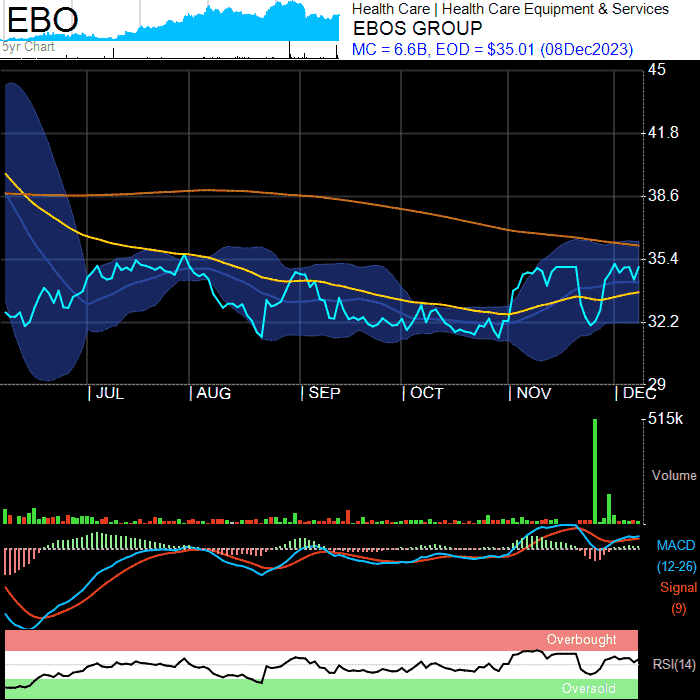 EBO
Health Care | Health Care Equipment & Services
EBOS GROUP
MC = 6.6B, EOD = $35.01 (08Dec2023)
5yr Chart
45
41.8
38.6
35.4
32.2
29
JUL AUG SEP OCT NOV DEC
515k
Volume
MACD
(12-26)
Signal
(9)
Overbought
RSI(14)
Oversold